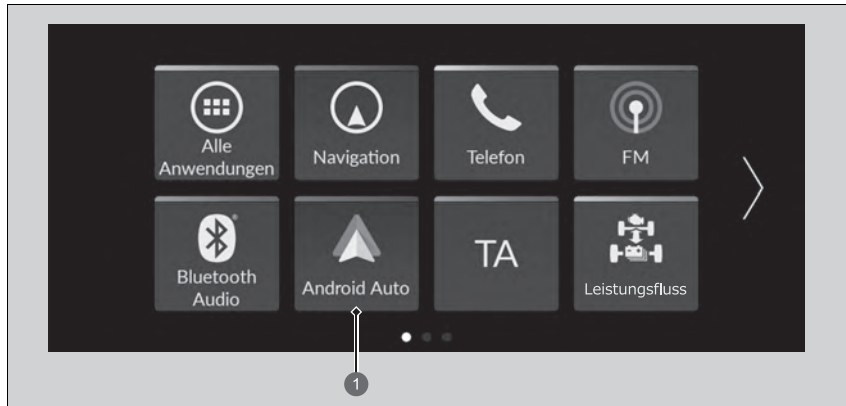 Alle
Anwendungen
Navigation
Telefon
FM
Bluetooth
Audio
Android Auto
TA
Leistungsfluss
1